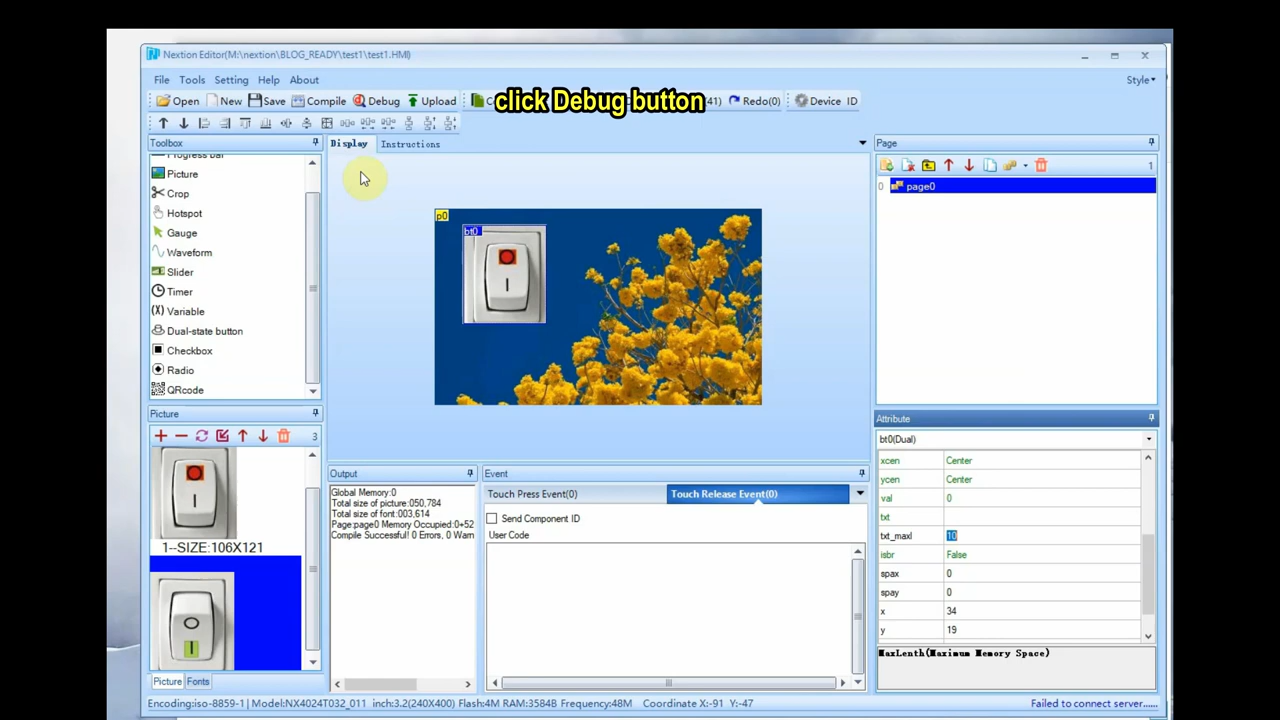 Nextion Editor(M:\nextion\BLOG_READY\test1\test1.HMI)
File Tools Setting Help About
Style
Open New Save Compile Debug Upload
click Debug button
(41) Redo(0) Device ID
Toolbox
Progress bar
Picture
Crop
Hotspot
Gauge
Waveform
Slider
Timer
(X) Variable
Dual-state button
Checkbox
Radio
QRcode
Picture
3
1--SIZE:106X121
Picture Fonts
Display Instructions
p0
bt0
Output
Global Memory:0
Total size of picture:050,784
Total size of font:003,614
Page:page0 Memory Occupied:0+52
Compile Successful! 0 Errors, 0 Warn
Event
Touch Press Event(0) Touch Release Event(0)
Send Component ID
User Code
Page
1
0 page0
Attribute
bt0(Dual)
xcen Center
ycen Center
val 0
txt
txt_maxl 10
isbr False
spax 0
spay 0
x 34
y 19
MaxLenth(Maximum Memory Space)
Encoding:iso-8859-1 Model:NX4024T032_011 inch:3.2(240X400) Flash:4M RAM:3584B Frequency:48M Coordinate X:-91 Y:-47
Failed to connect server......